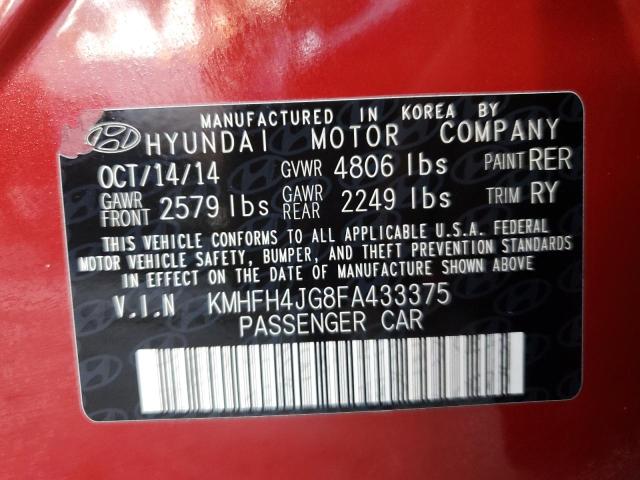 MANUFACTURED IN KOREA BY
HYUNDAI MOTOR COMPANY
OCT/14/14 GVWR 4806 lbs PAINT RER
GAWR FRONT 2579 lbs GAWR REAR 2249 lbs TRIM RY
THIS VEHICLE CONFORMS TO ALL APPLICABLE U.S.A. FEDERAL
MOTOR VEHICLE SAFETY, BUMPER, AND THEFT PREVENTION STANDARDS
IN EFFECT ON THE DATE OF MANUFACTURE SHOWN ABOVE
V.I.N KMHFH4JG8FA433375
PASSENGER CAR